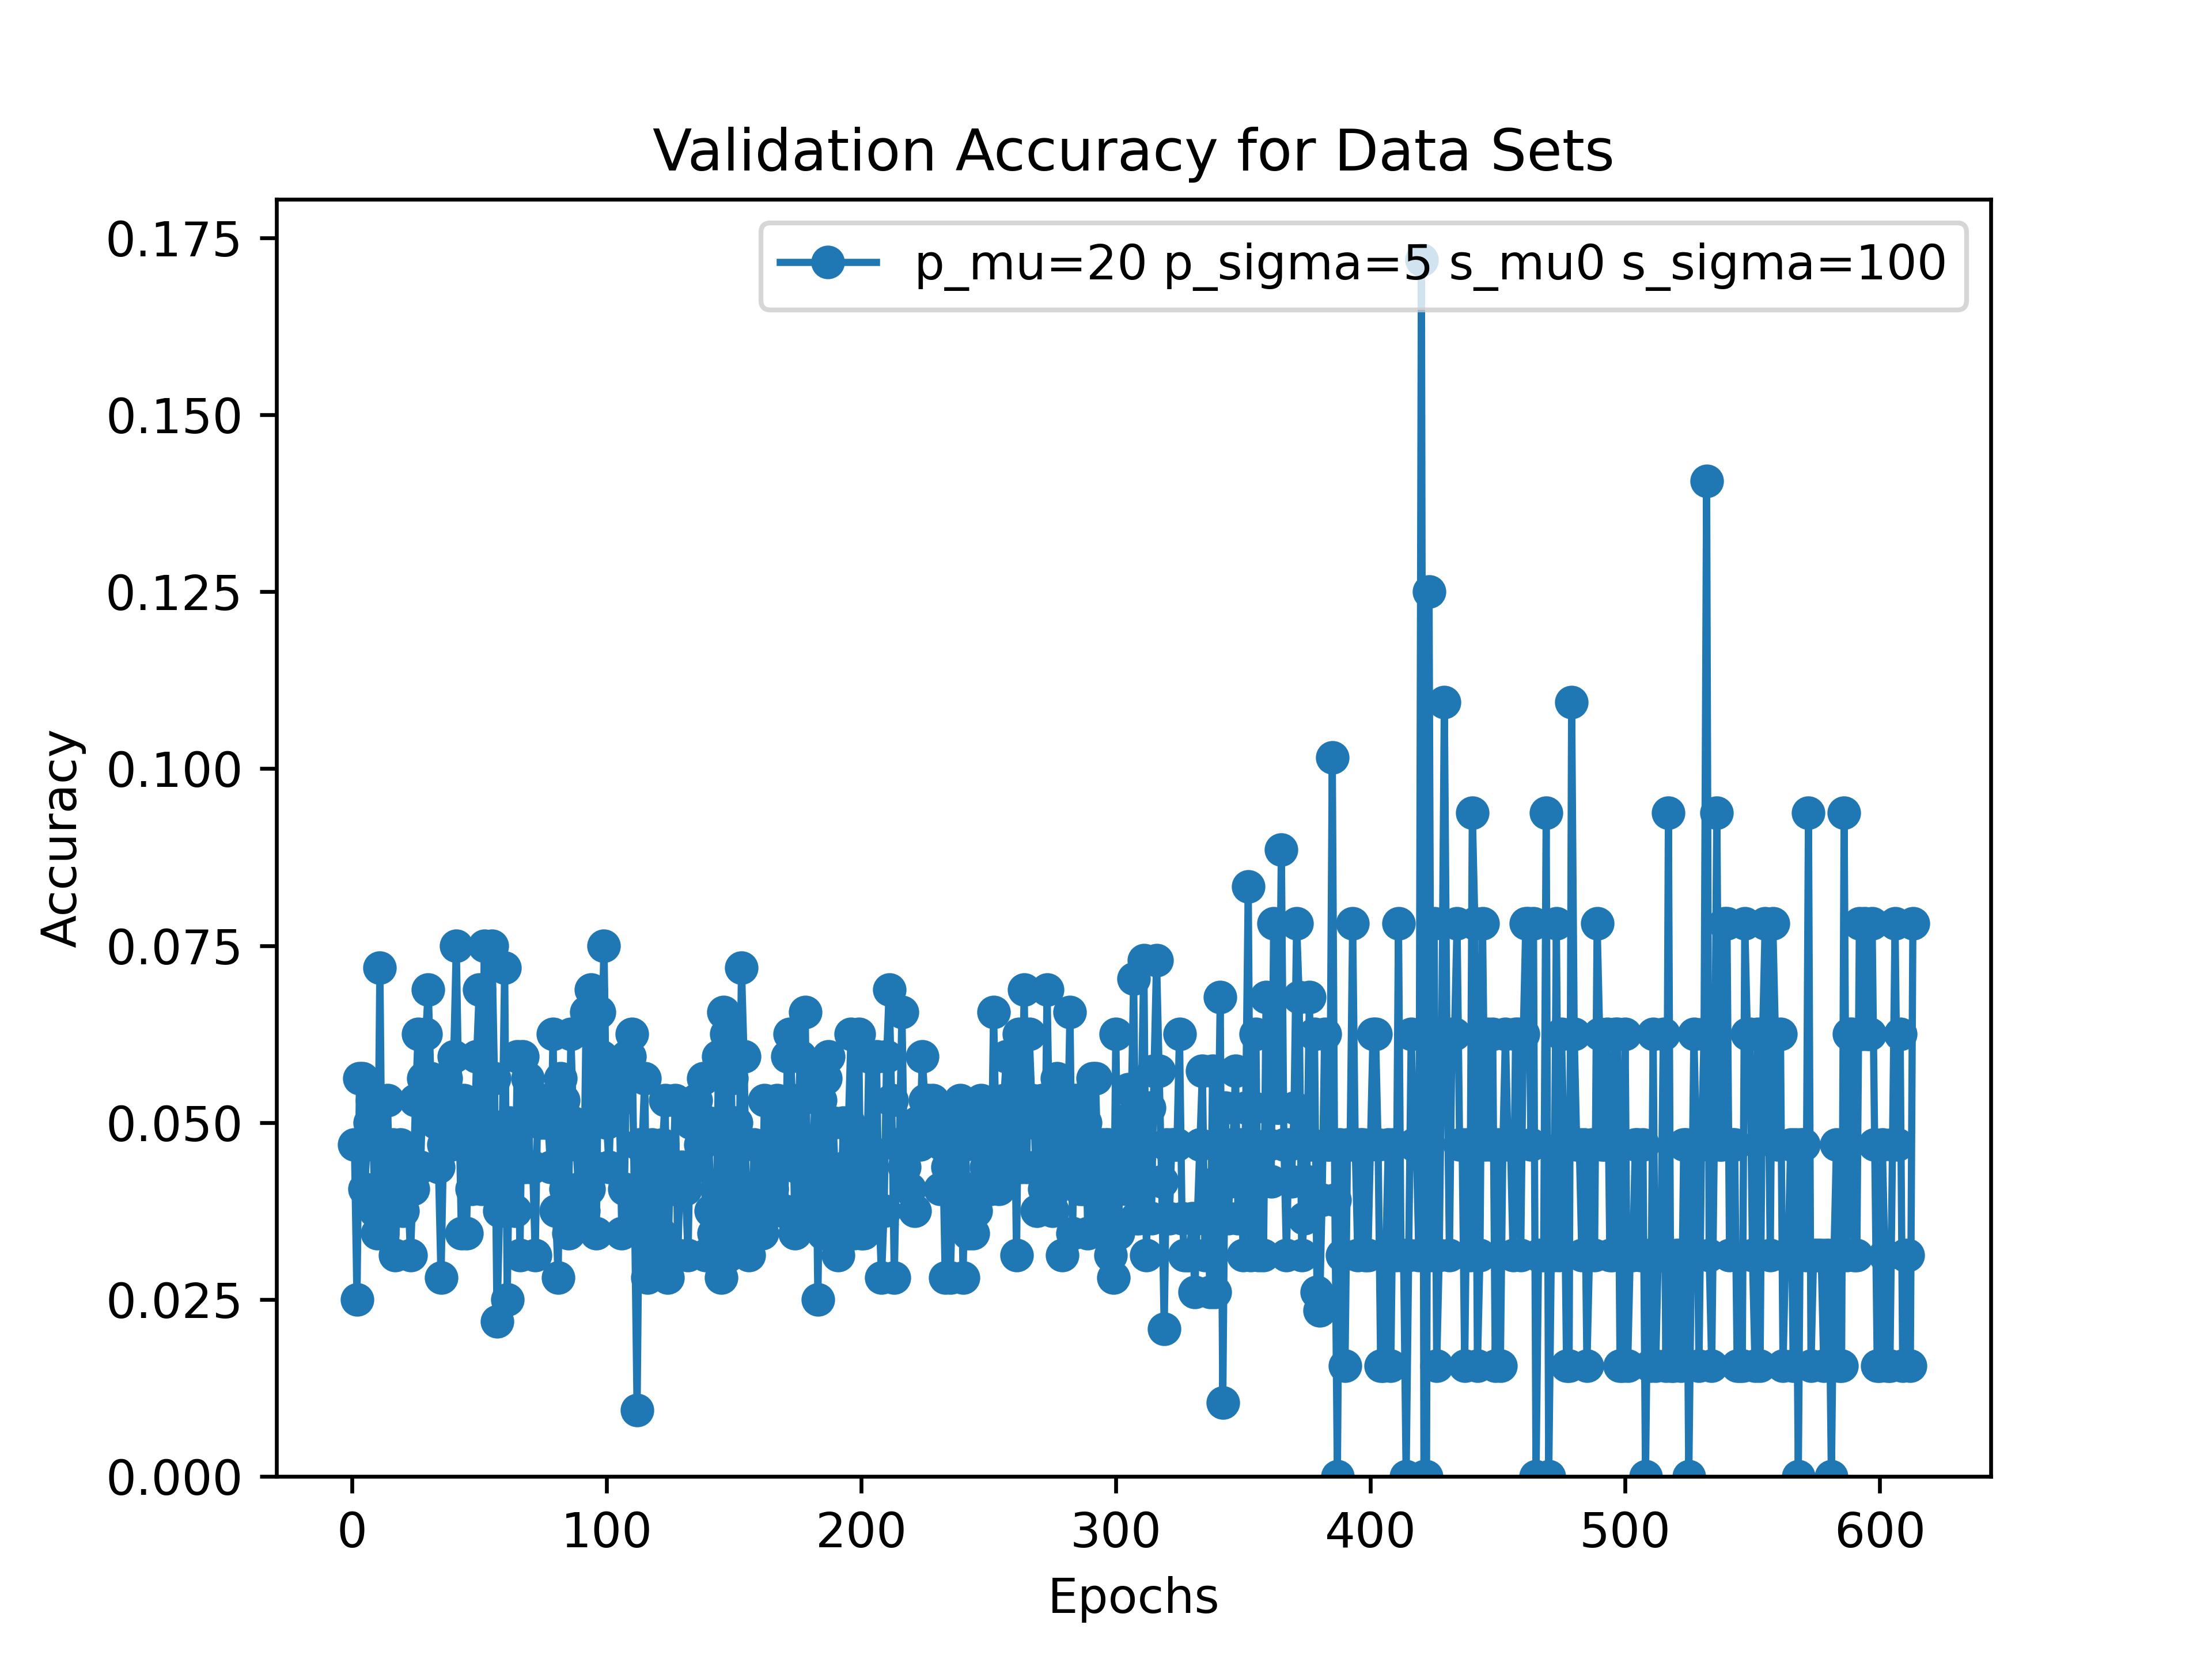 Validation Accuracy for Data Sets
p_mu=20 p_sigma=5 s_mu0 s_sigma=100
Accuracy
0.175
0.150
0.125
0.100
0.075
0.050
0.025
0.000
0 100 200 300 400 500 600
Epochs